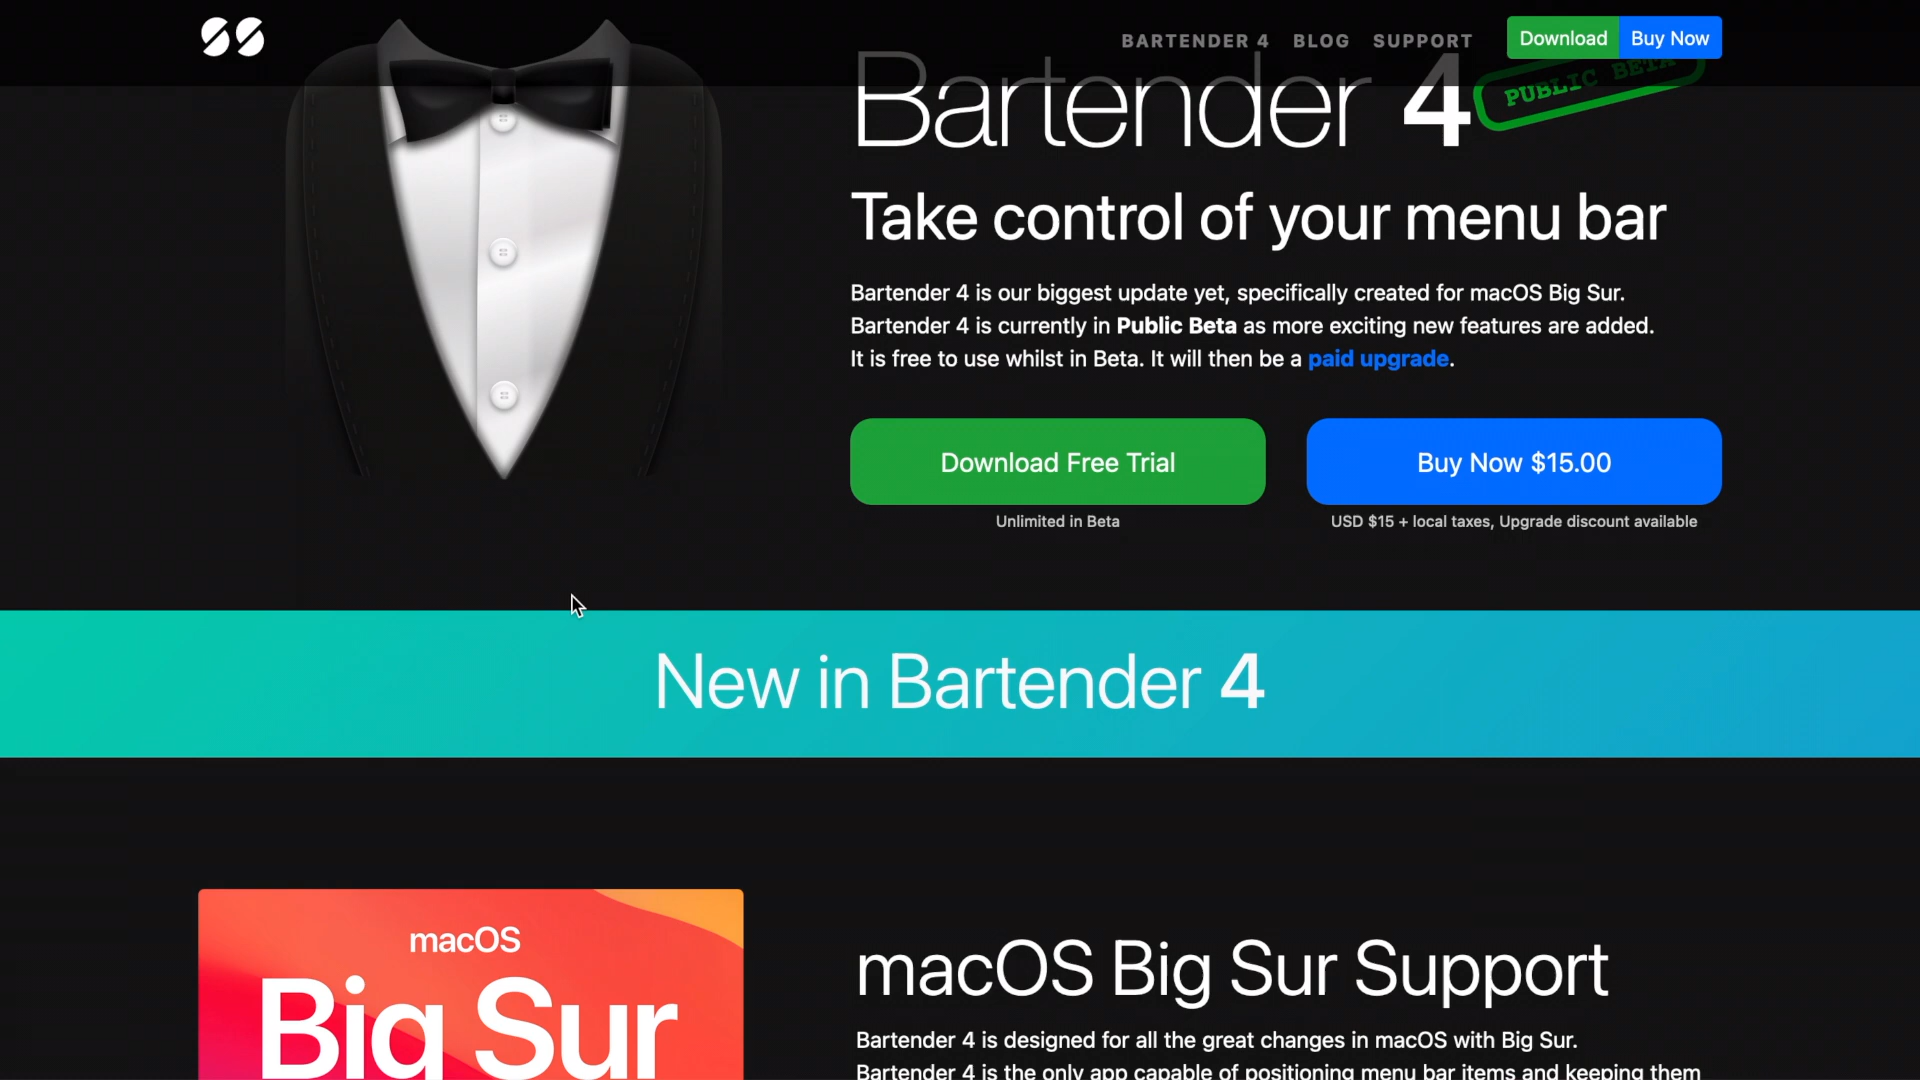 BARTENDER 4 BLOG SUPPORT Download Buy Now
Bartender 4 PUBLIC BETA
Take control of your menu bar
Bartender 4 is our biggest update yet, specifically created for macOS Big Sur.
Bartender 4 is currently in Public Beta as more exciting new features are added.
It is free to use whilst in Beta. It will then be a paid upgrade.
Download Free Trial Buy Now $15.00
Unlimited in Beta USD $15 + local taxes, Upgrade discount available
New in Bartender 4
macOS
Big Sur
macOS Big Sur Support
Bartender 4 is designed for all the great changes in macOS with Big Sur.
Bartender 4 is the only app capable of positioning menu bar items and keeping them